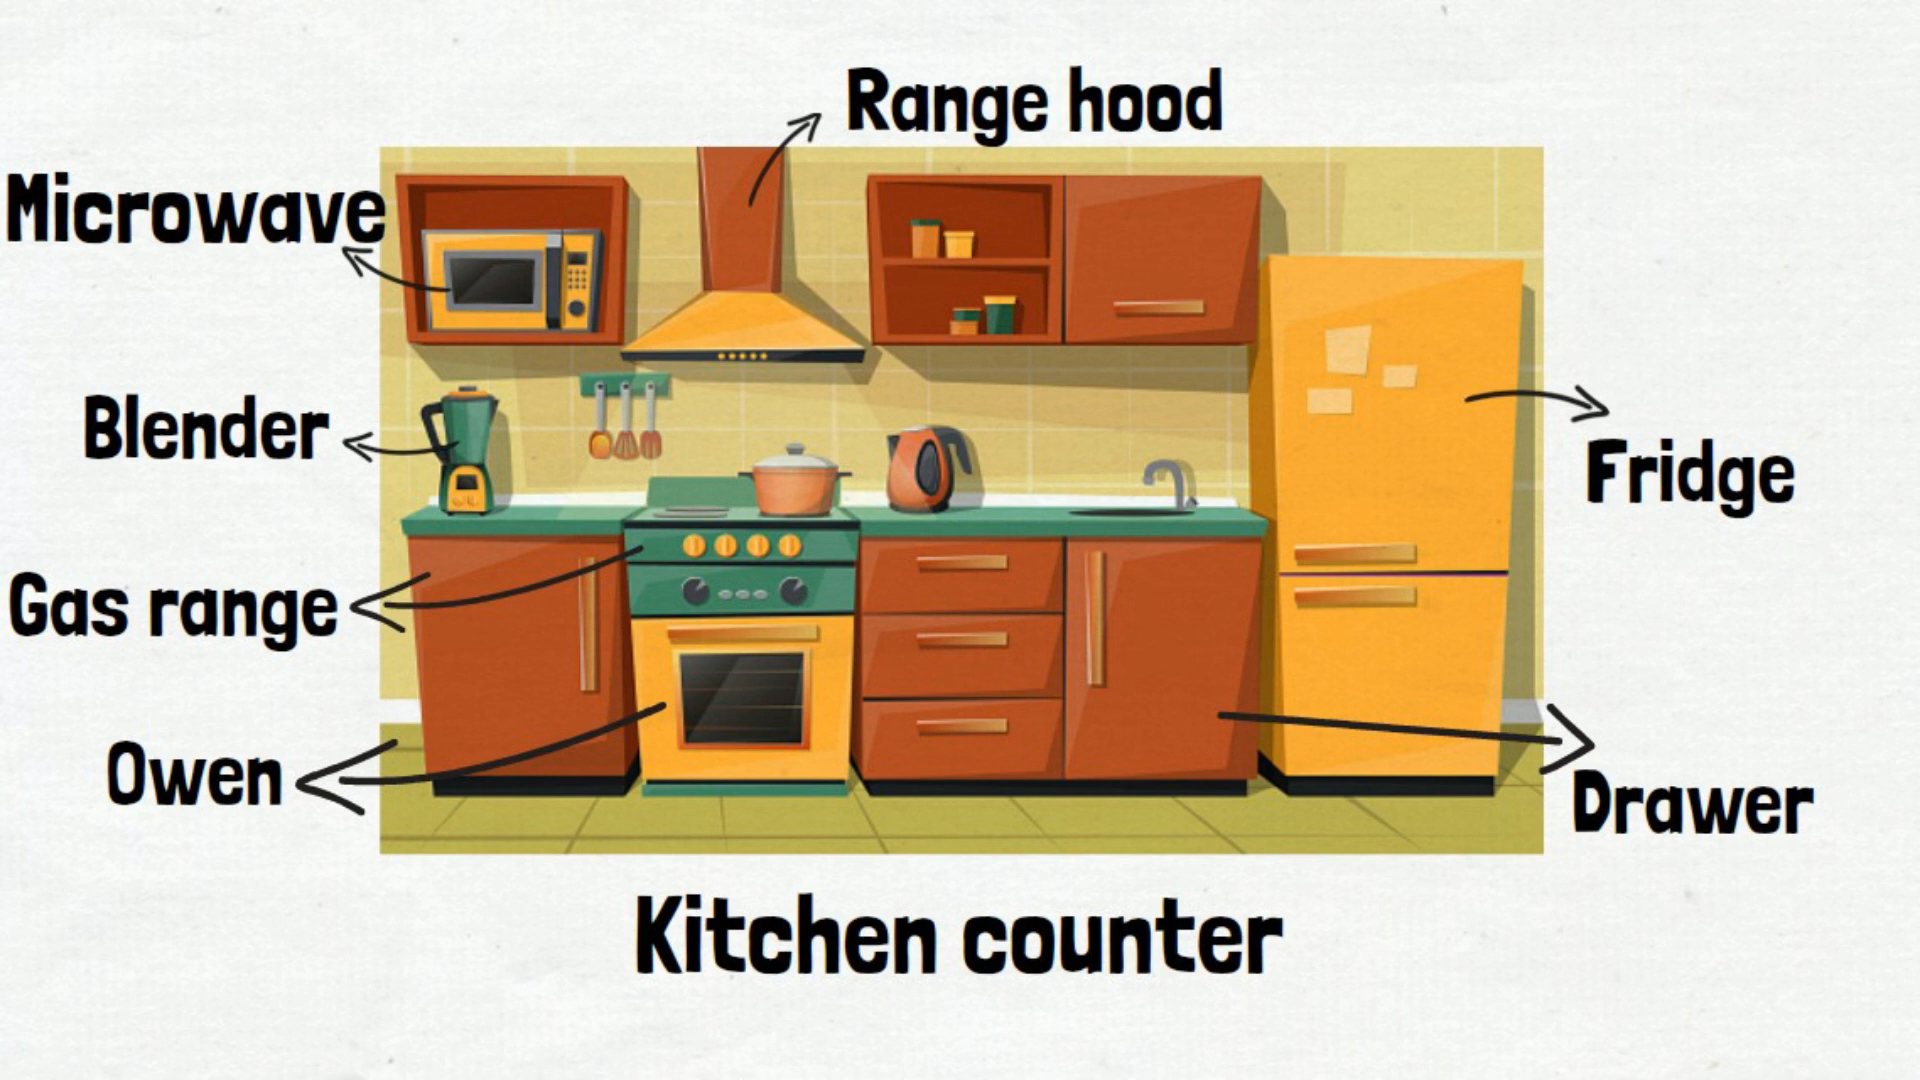 Range hood
Microwave
Blender
Fridge
Gas range
Owen
Drawer
Kitchen counter